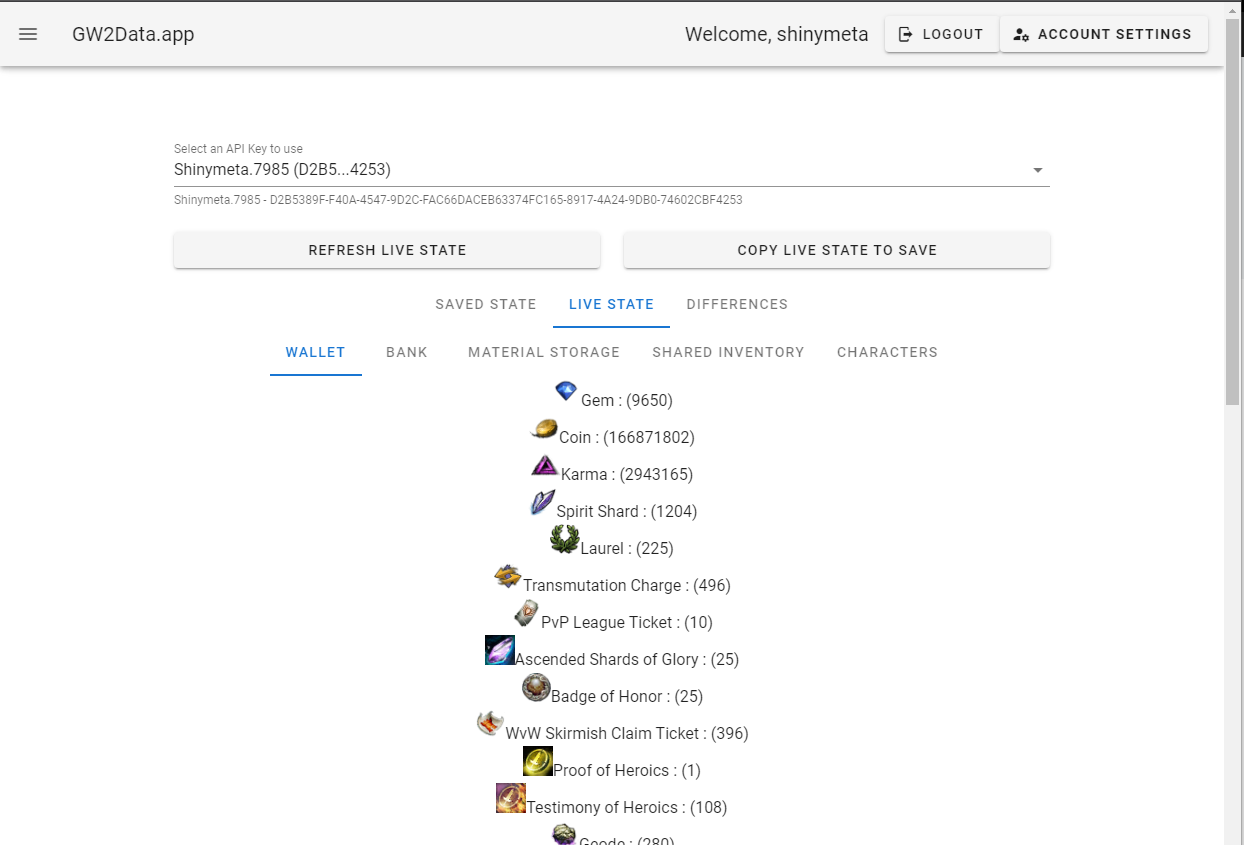 GW2Data.app
Welcome, shinymeta
LOGOUT
ACCOUNT SETTINGS
Select an API Key to use
Shinymeta.7985 (D2B5...4253)
Shinymeta.7985 - D2B5389F-F40A-4547-9D2C-FAC66DACEB63374FC165-8917-4A24-9DB0-74602CBF4253
REFRESH LIVE STATE
COPY LIVE STATE TO SAVE
SAVED STATE
LIVE STATE
DIFFERENCES
WALLET
BANK
MATERIAL STORAGE
SHARED INVENTORY
CHARACTERS
Gem : (9650)
Coin : (166871802)
Karma : (2943165)
Spirit Shard : (1204)
Laurel : (225)
Transmutation Charge : (496)
PvP League Ticket : (10)
Ascended Shards of Glory : (25)
Badge of Honor : (25)
WvW Skirmish Claim Ticket : (396)
Proof of Heroics : (1)
Testimony of Heroics : (108)
Geode : (280)